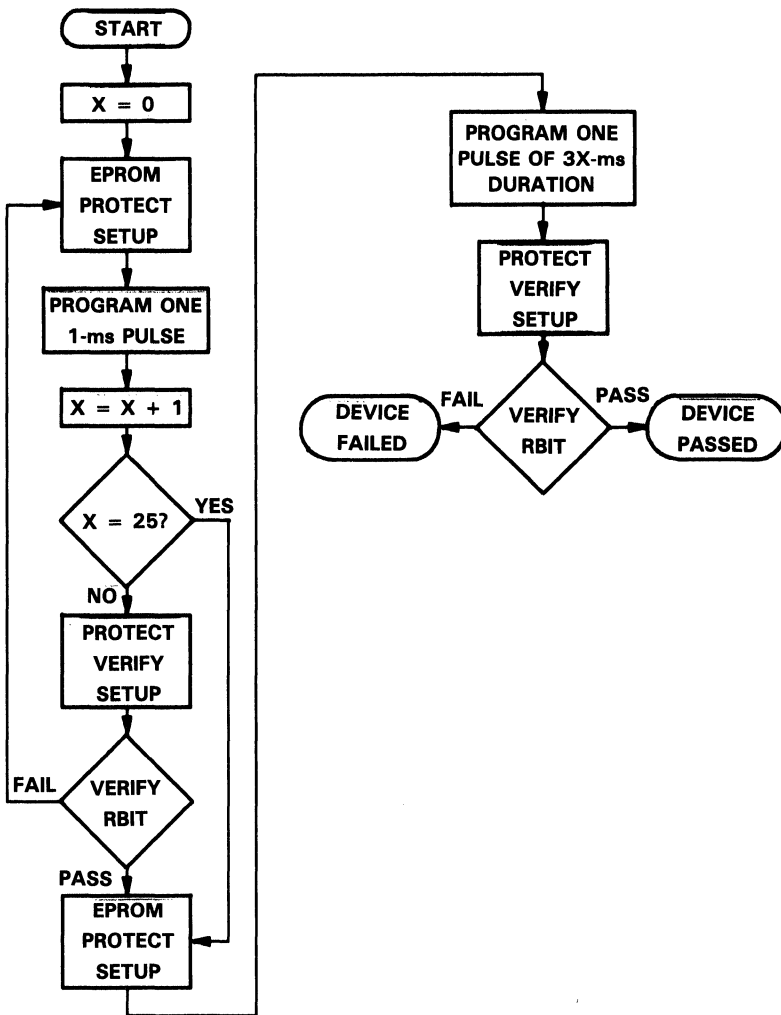 START
X = 0
EPROM
PROTECT
SETUP
PROGRAM ONE
1-ms PULSE
X = X + 1
X = 25?
YES
NO
PROTECT
VERIFY
SETUP
VERIFY
RBIT
FAIL
PASS
EPROM
PROTECT
SETUP
PROGRAM ONE
PULSE OF 3X-ms
DURATION
PROTECT
VERIFY
SETUP
VERIFY
RBIT
FAIL
PASS
DEVICE
FAILED
DEVICE
PASSED